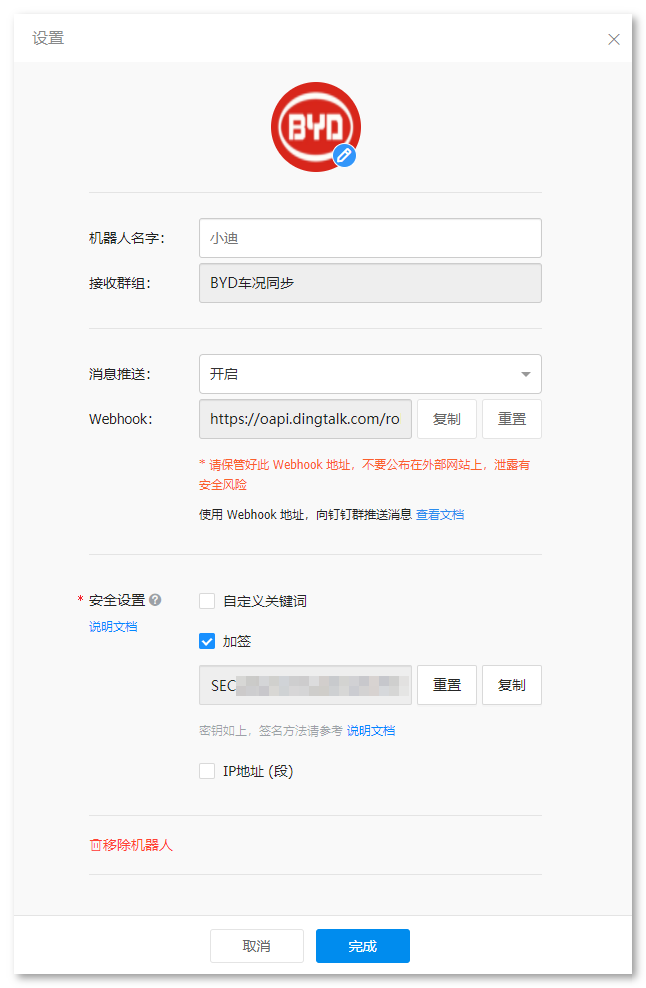 设置
BYD
机器人名字：
小迪
接收群组：
BYD车况同步
消息推送：
开启
Webhook：
https://oapi.dingtalk.com/ro
复制
重置
* 请保管好此 Webhook 地址，不要公布在外部网站上，泄露有
安全风险
使用 Webhook 地址，向钉钉群推送消息 查看文档
* 安全设置 ?
说明文档
自定义关键词
加签
SEC
重置
复制
密钥如上，签名方法请参考 说明文档
IP地址 (段)
移除机器人
取消
完成